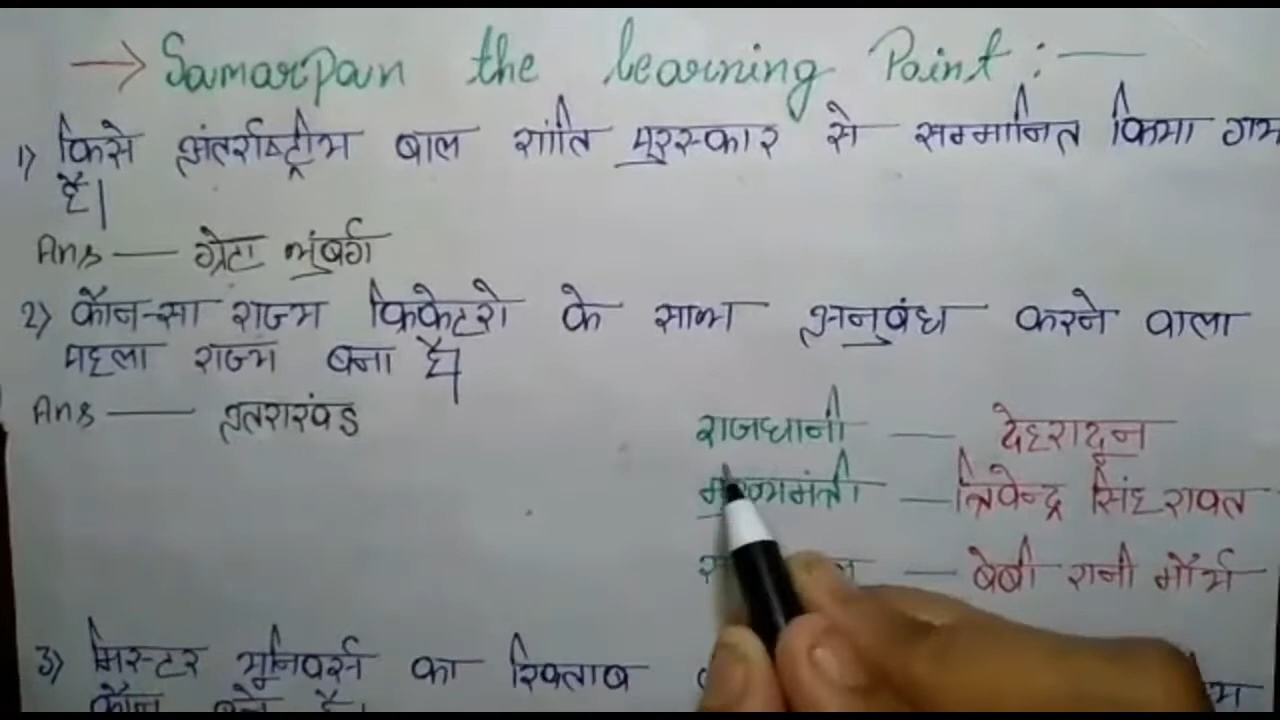 → Samarpan the learning Point :—
1) किसे अंतर्राष्ट्रीय बाल शांति पुरस्कार से सम्मानित किया गया
है।
Ans — ग्रेटा थुंबर्ग
2) कौन-सा राज्य क्रिकेटरो के साथ अनुबंध करने वाला
पहला राज्य बना है।
Ans — उत्तराखंड
राजधानी — देहरादून
मुख्यमंत्री — त्रिवेन्द्र सिंह रावत
— बेबी रानी मौर्य
3) मिस्टर यूनिवर्स का खिताब
कौन बने है।